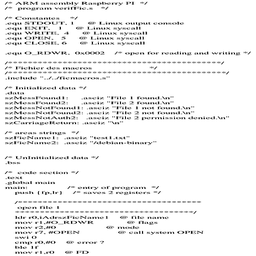 /* ARM assembly Raspberry PI  */
/*  program verifFic.s  */
/* Constantes    */
.equ STDOUT, 1     @ Linux output console
.equ EXIT,   1     @ Linux syscall
.equ WRITE,  4     @ Linux syscall
.equ OPEN,   5     @ Linux syscall
.equ CLOSE, 6     @ Linux syscall
.equ O_RDWR,  0x0002   /* open for reading and writing */
/*******************************************/
/* Fichier des macros                       */
/*******************************************/
.include "../../ficmacros.s"
/* Initialized data */
.data
szMessFound1:   .asciz "File 1 found.\n"
szMessFound2:   .asciz "File 2 found.\n"
szMessNotFound1: .asciz "File 1 not found.\n"
szMessNotFound2: .asciz "File 2 not found.\n"
szMessNotAuth2:  .asciz "File 2 permission denied.\n"
szCarriageReturn: .asciz "\n"
/* areas strings  */
szFicName1:  .asciz "test1.txt"
szFicName2:  .asciz "/debian-binary"
/* UnInitialized data */
.bss
/*  code section */
.text
.global main
main:            /* entry of program  */
push {fp,lr}    /* saves 2 registers */
/*************************************
open file 1
************************************/
ldr r0,iAdrszFicName1   @ file name
mov r1,#O_RDWR          @ flags
mov r2,#0               @ mode
mov r7, #OPEN           @ call system OPEN
swi 0
cmp r0,#0    @ error ?
ble 1f
mov r1,r0    @ FD